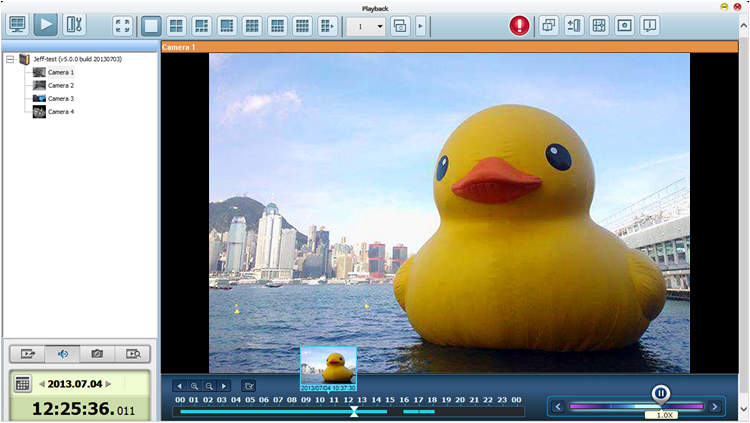 Playback
1
Camera 1
Jeff-test (v5.0.0 build 20130703)
Camera 1
Camera 2
Camera 3
Camera 4
2013.07.04
12:25:36.011
2013/07/04 10:37:30
00 01 02 03 04 05 06 07 08 09 10 11 12 13 14 15 16 17 18 19 20 21 22 23 00
1.0X